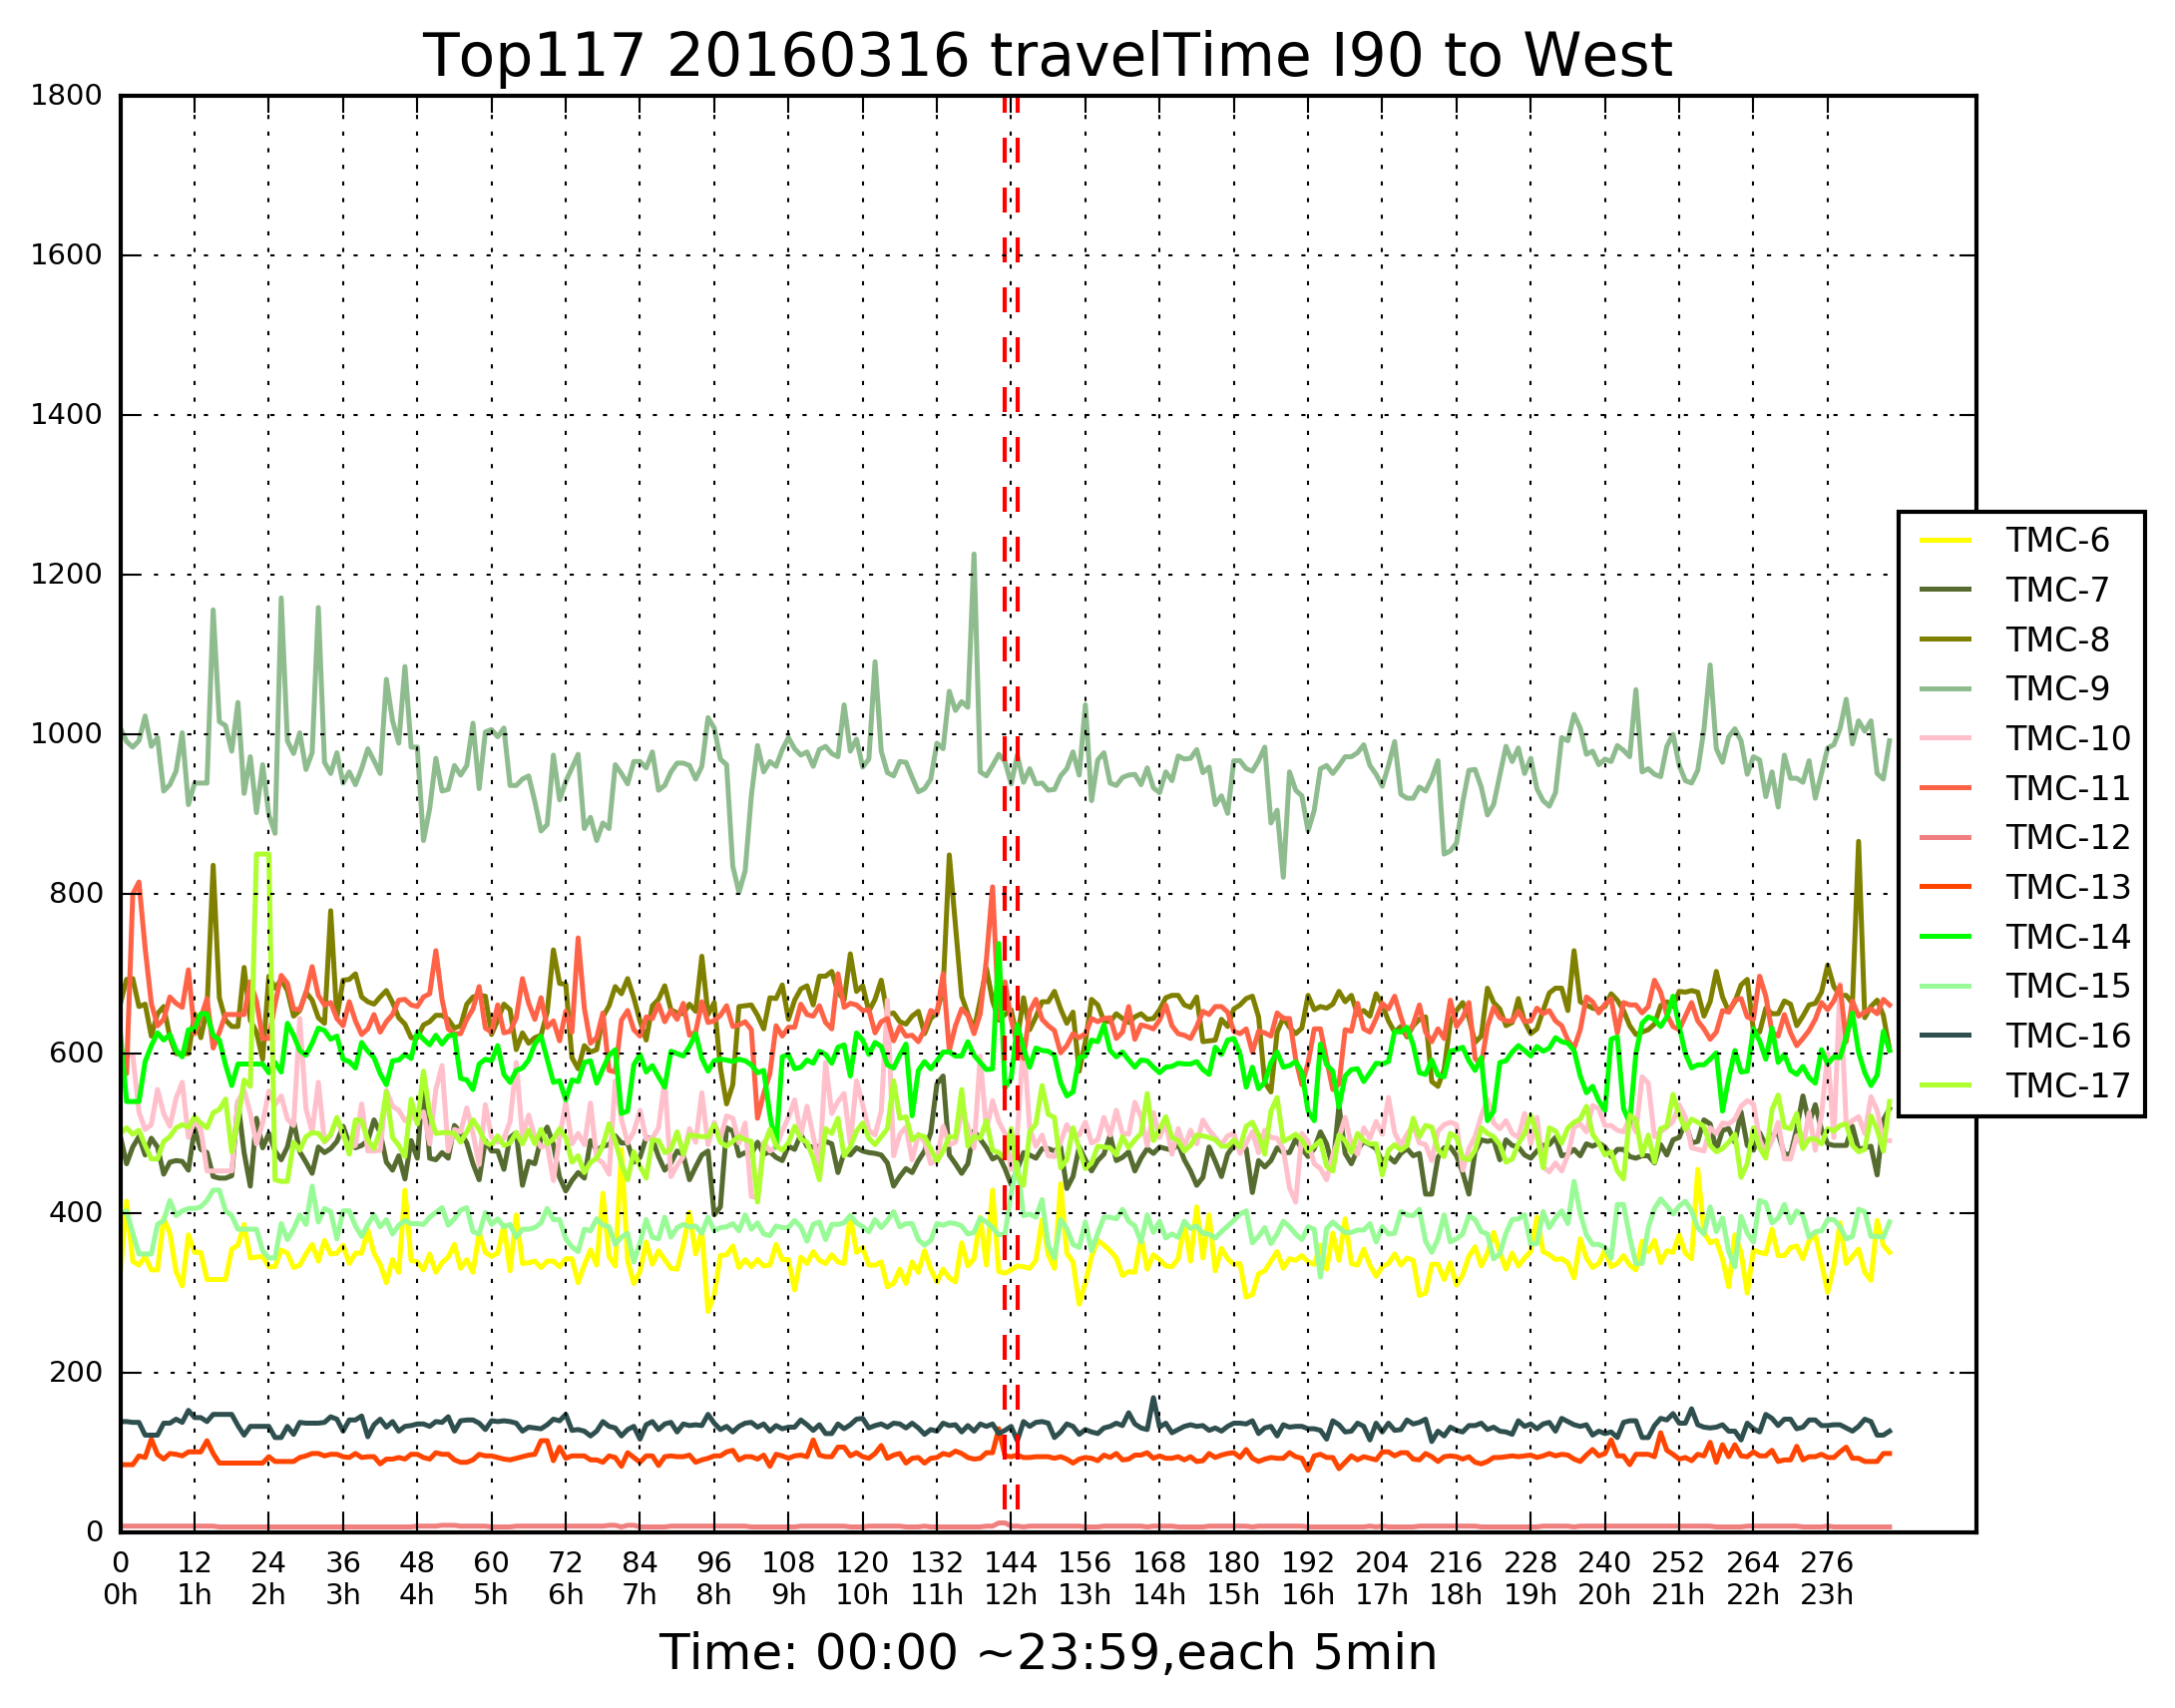 Top117 20160316 travelTime I90 to West
1800
1600
1400
1200
1000
800
600
400
200
0
TMC-6
TMC-7
TMC-8
TMC-9
TMC-10
TMC-11
TMC-12
TMC-13
TMC-14
TMC-15
TMC-16
TMC-17
0 12 24 36 48 60 72 84 96 108 120 132 144 156 168 180 192 204 216 228 240 252 264 276
0h 1h 2h 3h 4h 5h 6h 7h 8h 9h 10h 11h 12h 13h 14h 15h 16h 17h 18h 19h 20h 21h 22h 23h
Time: 00:00 ~23:59,each 5min